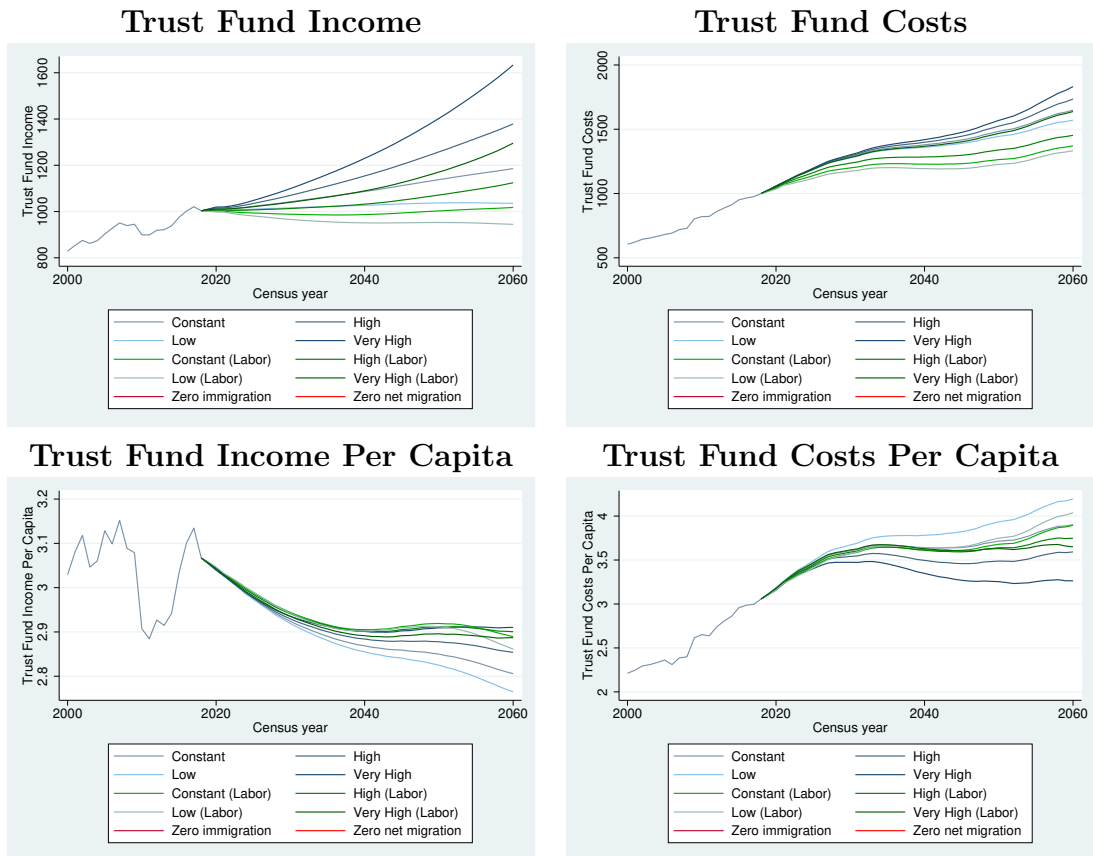 Trust Fund Income
Trust Fund Income
800 1000 1200 1400 1600
2000 2020 2040 2060
Census year
Constant High
Low Very High
Constant (Labor) High (Labor)
Low (Labor) Very High (Labor)
Zero immigration Zero net migration
Trust Fund Costs
Trust Fund Costs
500 1000 1500 2000
2000 2020 2040 2060
Census year
Constant High
Low Very High
Constant (Labor) High (Labor)
Low (Labor) Very High (Labor)
Zero immigration Zero net migration
Trust Fund Income Per Capita
Trust Fund Income Per Capita
2.8 2.9 3 3.1 3.2
2000 2020 2040 2060
Census year
Constant High
Low Very High
Constant (Labor) High (Labor)
Low (Labor) Very High (Labor)
Zero immigration Zero net migration
Trust Fund Costs Per Capita
Trust Fund Costs Per Capita
2 2.5 3 3.5 4
2000 2020 2040 2060
Census year
Constant High
Low Very High
Constant (Labor) High (Labor)
Low (Labor) Very High (Labor)
Zero immigration Zero net migration